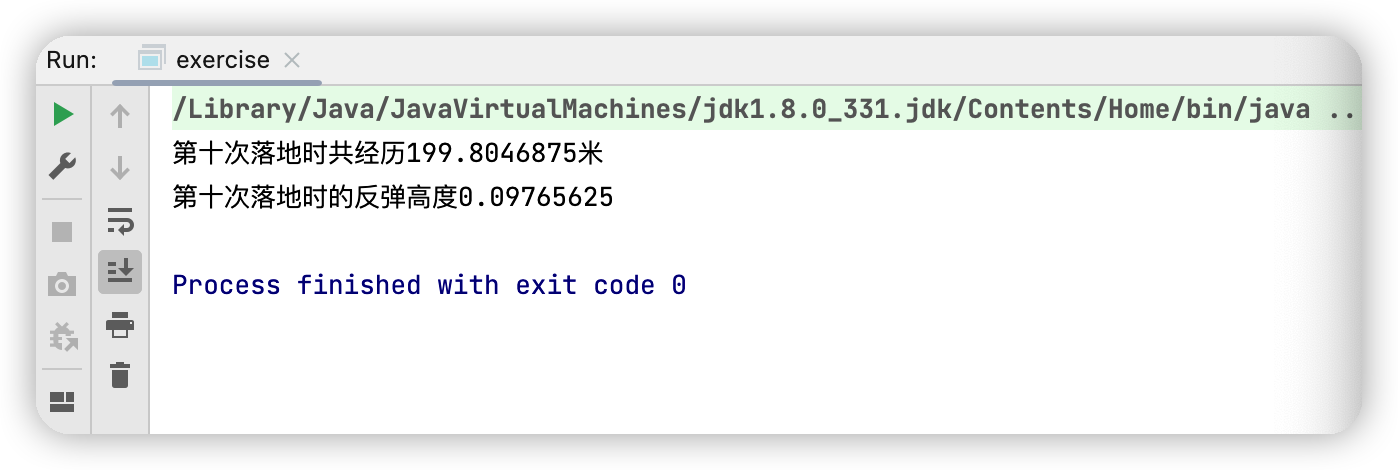 Run: exercise
/Library/Java/JavaVirtualMachines/jdk1.8.0_331.jdk/Contents/Home/bin/java ..
第十次落地时共经历199.8046875米
第十次落地时的反弹高度0.09765625
Process finished with exit code 0